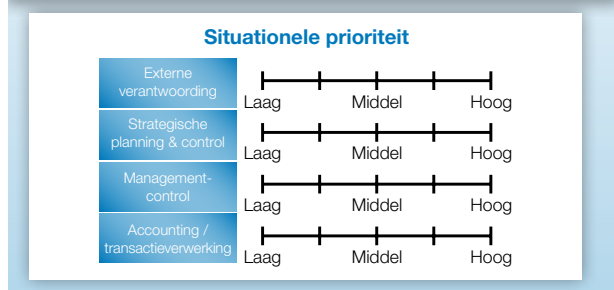 Situationele prioriteit
Externe
verantwoording
Laag Middel Hoog
Strategische
planning & control
Laag Middel Hoog
Management-
control
Laag Middel Hoog
Accounting /
transactieverwerking
Laag Middel Hoog